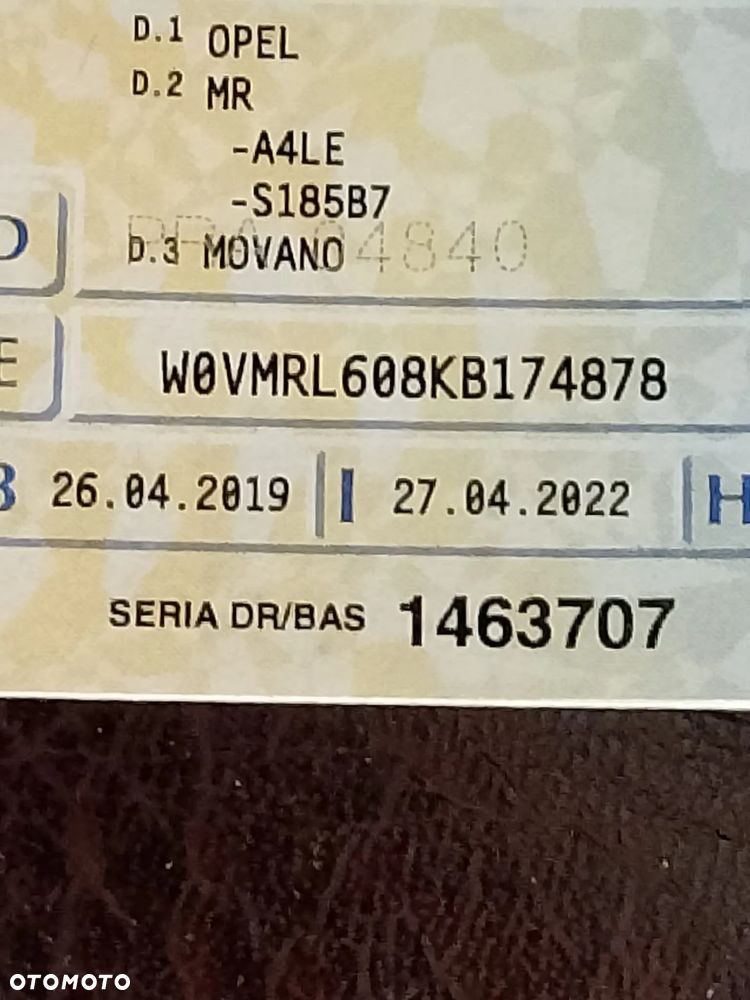 D.1 OPEL
D.2 MR
-A4LE
-S185B7
D.3 MOVANO
04840
E
W0VMRL608KB174878
B 26.04.2019 I 27.04.2022 H
SERIA DR/BAS 1463707
OTOMOTO